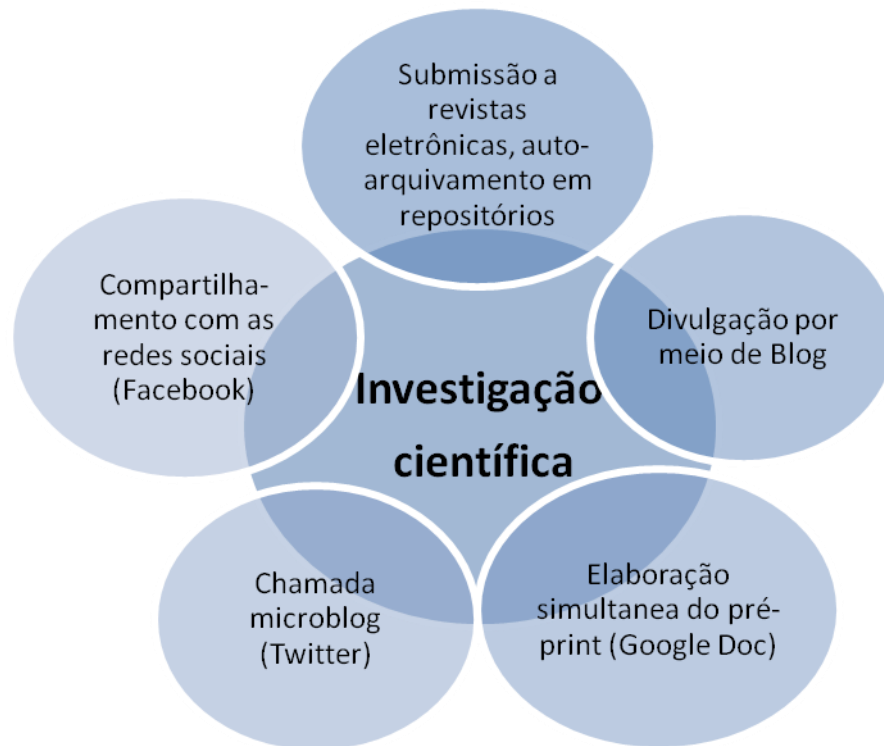 Submissão a
revistas
eletrônicas, auto-
arquivamento em
repositórios
Compartilha-
mento com as
redes sociais
(Facebook)
Divulgação por
meio de Blog
Investigação
científica
Chamada
microblog
(Twitter)
Elaboração
simultanea do pré-
print (Google Doc)